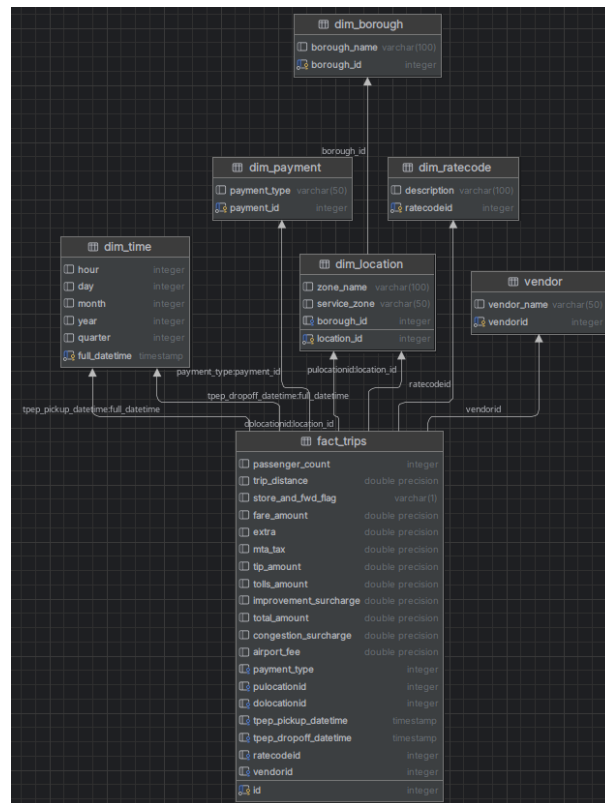 dim_borough
borough_name varchar(100)
borough_id integer
borough_id
dim_payment
payment_type varchar(50)
payment_id integer
dim_ratecode
description varchar(100)
ratecodeid integer
dim_time
hour integer
day integer
month integer
year integer
quarter integer
full_datetime timestamp
dim_location
zone_name varchar(100)
service_zone varchar(50)
borough_id integer
location_id integer
vendor
vendor_name varchar(50)
vendorid integer
payment_type:payment_id
pulocationid:location_id
ratecodeid
tpep_dropoff_datetime:full_datetime
tpep_pickup_datetime:full_datetime
vendorid
dolocationid:location_id
fact_trips
passenger_count integer
trip_distance double precision
store_and_fwd_flag varchar(1)
fare_amount double precision
extra double precision
mta_tax double precision
tip_amount double precision
tolls_amount double precision
improvement_surcharge double precision
total_amount double precision
congestion_surcharge double precision
airport_fee double precision
payment_type integer
pulocationid integer
dolocationid integer
tpep_pickup_datetime timestamp
tpep_dropoff_datetime timestamp
ratecodeid integer
vendorid integer
id integer